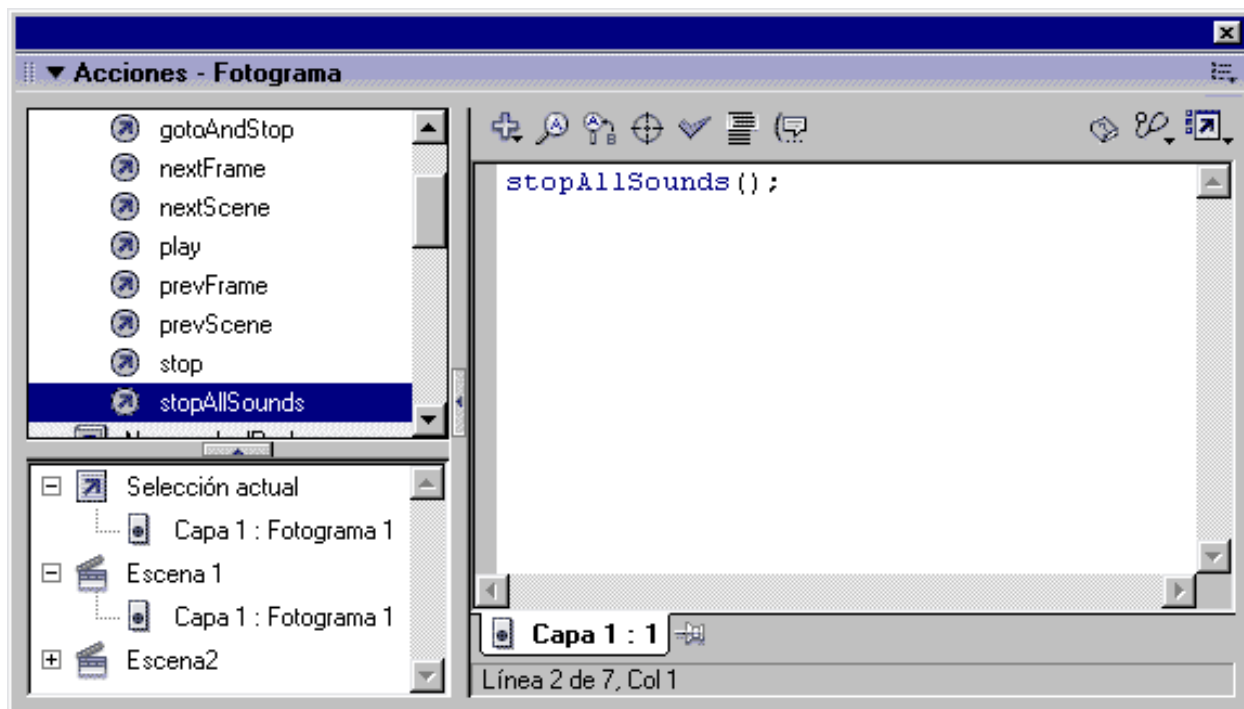 Acciones - Fotograma
gotoAndStop
nextFrame
nextScene
play
prevFrame
prevScene
stop
stopAllSounds
Selección actual
Capa 1 : Fotograma 1
Escena 1
Capa 1 : Fotograma 1
Escena2
stopAllSounds();
Capa 1 : 1
Línea 2 de 7, Col 1